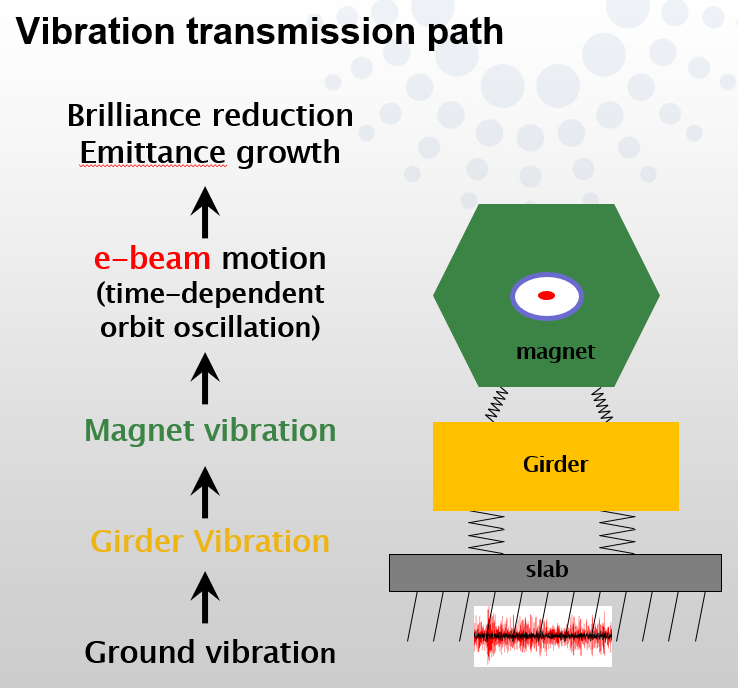 Vibration transmission path
Brilliance reduction
Emittance growth
e-beam motion
(time-dependent
orbit oscillation)
Magnet vibration
Girder Vibration
Ground vibration
magnet
Girder
slab